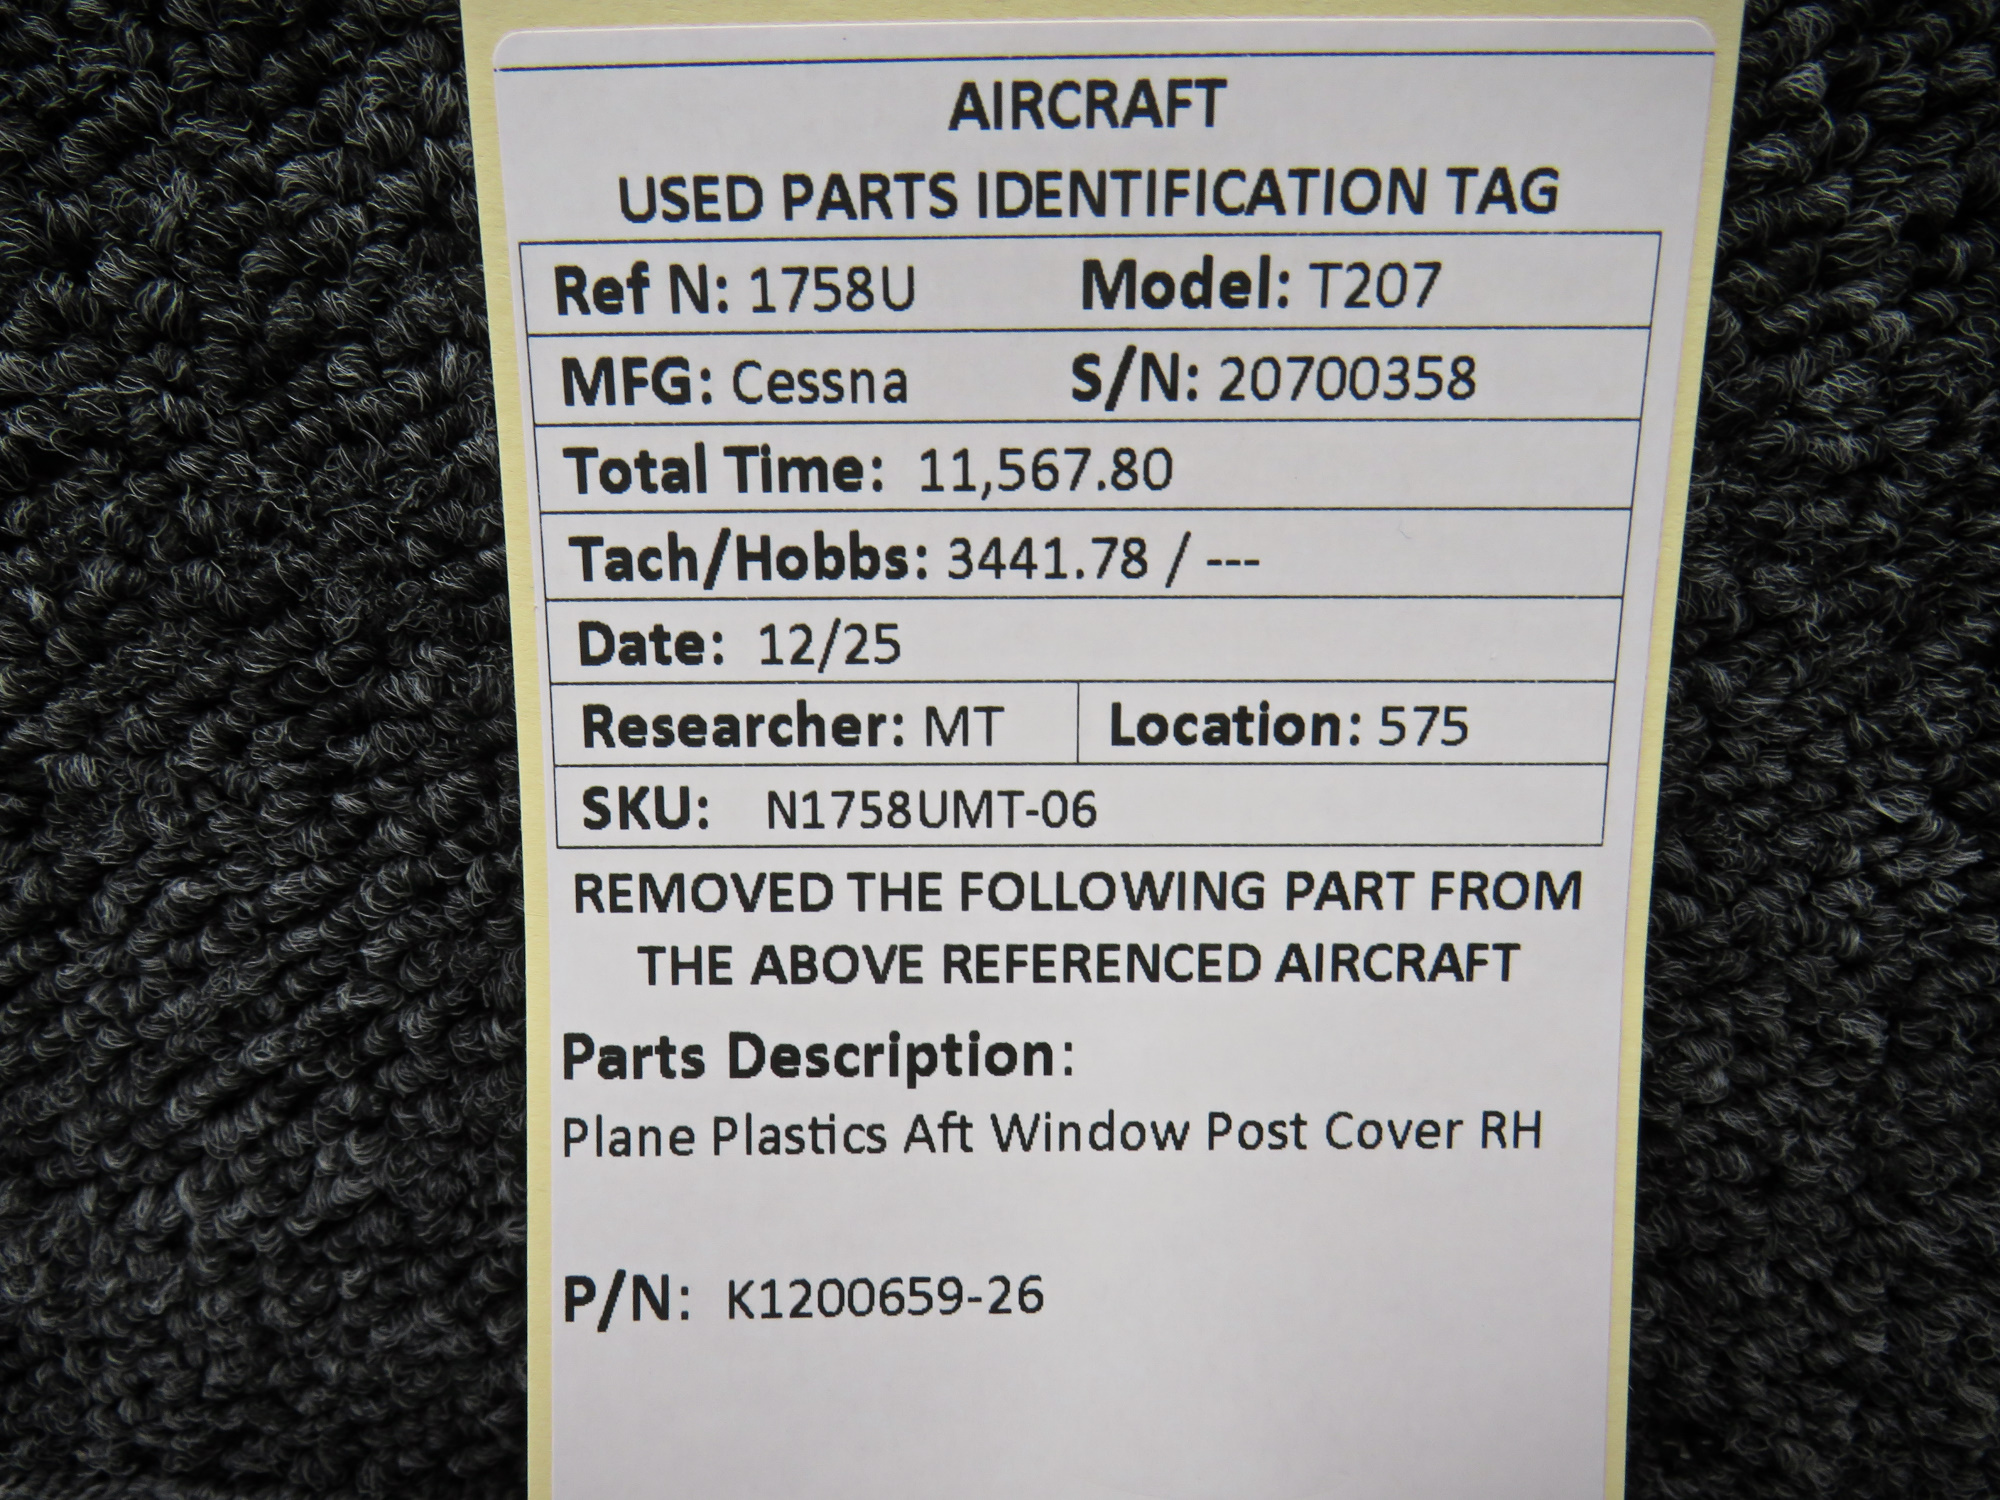 AIRCRAFT
USED PARTS IDENTIFICATION TAG
Ref N: 1758U Model: T207
MFG: Cessna S/N: 20700358
Total Time: 11,567.80
Tach/Hobbs: 3441.78 / ---
Date: 12/25
Researcher: MT Location: 575
SKU: N1758UMT-06
REMOVED THE FOLLOWING PART FROM
THE ABOVE REFERENCED AIRCRAFT
Parts Description:
Plane Plastics Aft Window Post Cover RH
P/N: K1200659-26